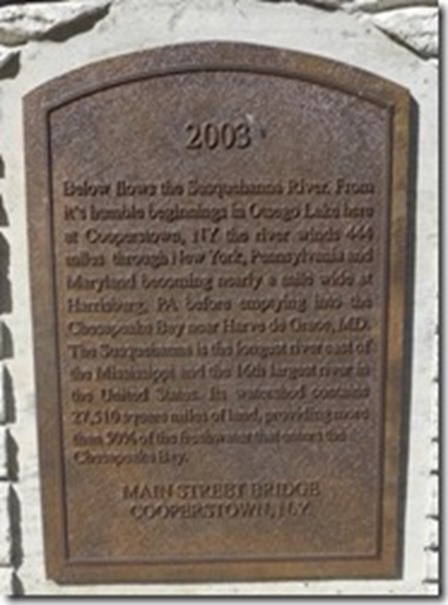 2003
Below flows the Susquehanna River. From
it's humble beginnings in Otsego Lake here
at Cooperstown, NY the river winds 444
miles through New York, Pennsylvania and
Maryland becoming nearly a mile wide at
Harrisburg, PA before emptying into the
Chesapeake Bay near Havre de Grace, MD.
The Susquehanna is the longest river east of
the Mississippi and the 16th largest river in
the United States. Its watershed contains
27,510 square miles of land, providing more
than 50% of the freshwater that enters the
Chesapeake Bay.
MAIN STREET BRIDGE
COOPERSTOWN, N.Y.